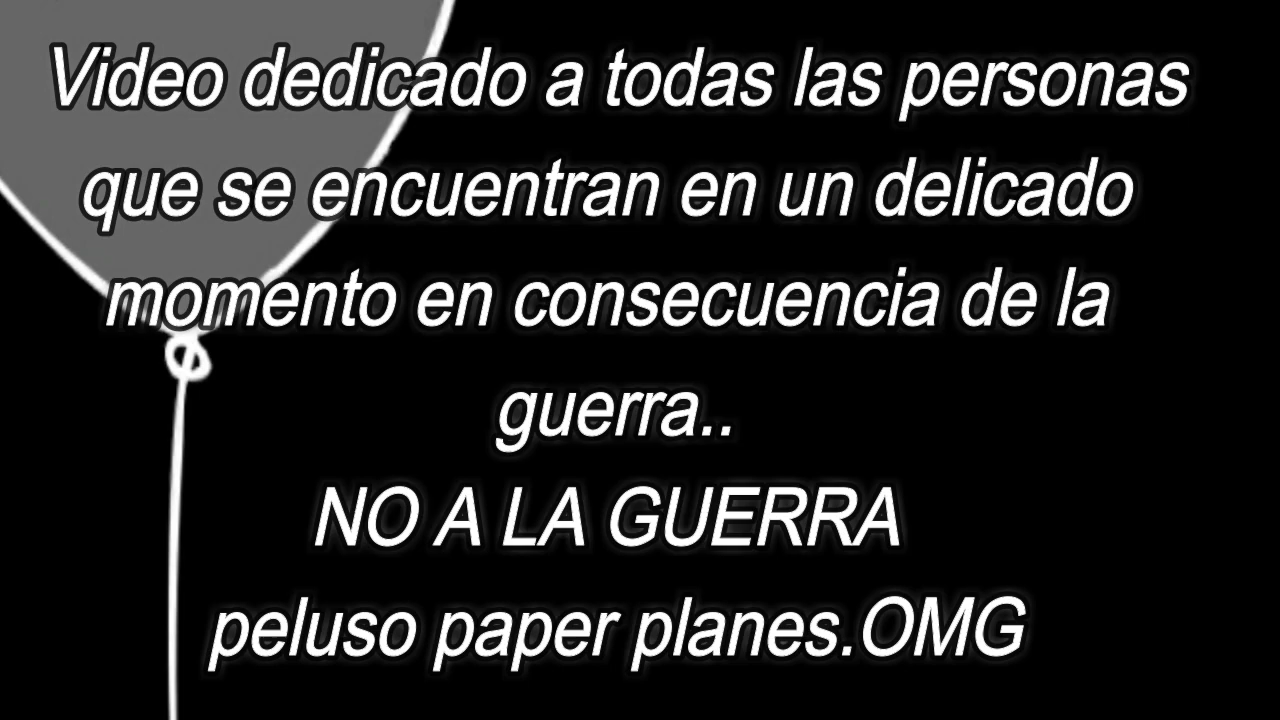 Video dedicado a todas las personas
que se encuentran en un delicado
momento en consecuencia de la
guerra..
NO A LA GUERRA
peluso paper planes.OMG